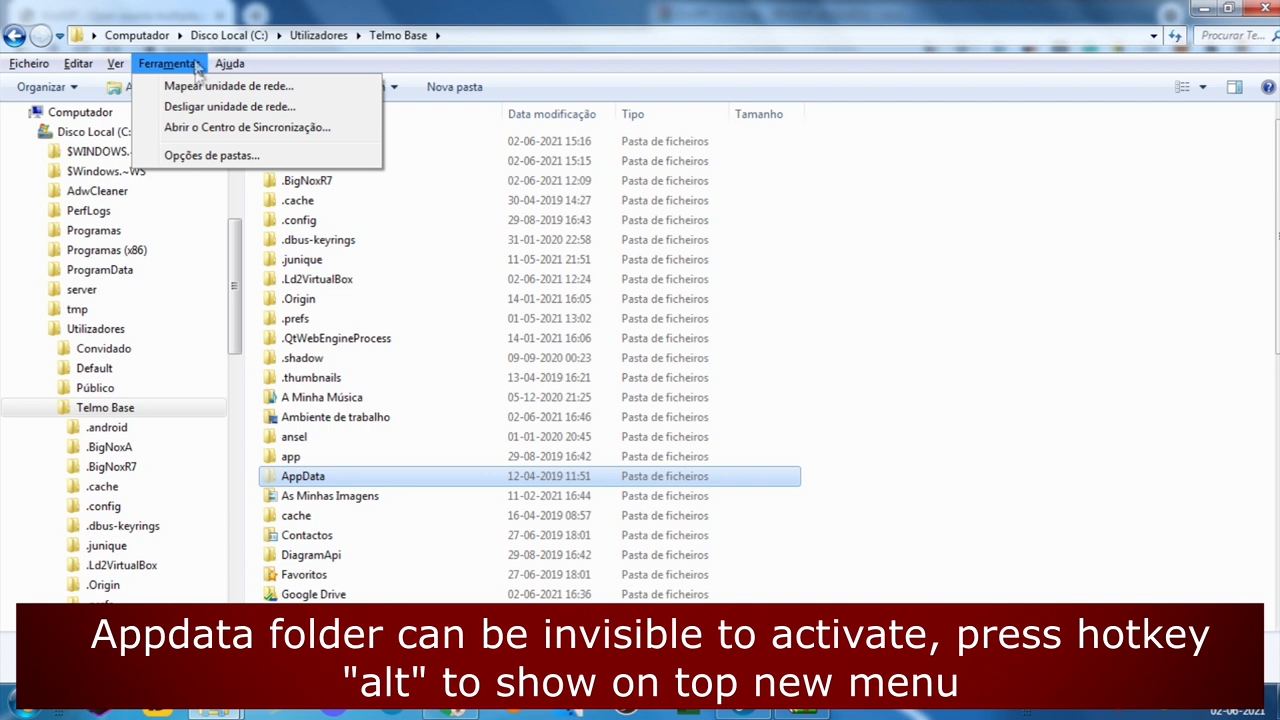 Computador Disco Local (C:) Utilizadores Telmo Base
Procurar Te...
Ficheiro Editar Ver Ferramentas Ajuda
Organizar
Nova pasta
Mapear unidade de rede...
Desligar unidade de rede...
Abrir o Centro de Sincronização...
Opções de pastas...
Computador
Disco Local (C:
$WINDOWS.~
$Windows.~WS
AdwCleaner
PerfLogs
Programas
Programas (x86)
ProgramData
server
tmp
Utilizadores
Convidado
Default
Público
Telmo Base
.android
.BigNoxA
.BigNoxR7
.cache
.config
.dbus-keyrings
.junique
.Ld2VirtualBox
.Origin
Data modificação Tipo Tamanho
02-06-2021 15:16 Pasta de ficheiros
02-06-2021 15:15 Pasta de ficheiros
.BigNoxR7 02-06-2021 12:09 Pasta de ficheiros
.cache 30-04-2019 14:27 Pasta de ficheiros
.config 29-08-2019 16:43 Pasta de ficheiros
.dbus-keyrings 31-01-2020 22:58 Pasta de ficheiros
.junique 11-05-2021 21:51 Pasta de ficheiros
.Ld2VirtualBox 02-06-2021 12:24 Pasta de ficheiros
.Origin 14-01-2021 16:05 Pasta de ficheiros
.prefs 01-05-2021 13:02 Pasta de ficheiros
.QtWebEngineProcess 14-01-2021 16:06 Pasta de ficheiros
.shadow 09-09-2020 00:23 Pasta de ficheiros
.thumbnails 13-04-2019 16:21 Pasta de ficheiros
A Minha Música 05-12-2020 21:25 Pasta de ficheiros
Ambiente de trabalho 02-06-2021 16:46 Pasta de ficheiros
ansel 01-01-2020 20:45 Pasta de ficheiros
app 29-08-2019 16:42 Pasta de ficheiros
AppData 12-04-2019 11:51 Pasta de ficheiros
As Minhas Imagens 11-02-2021 16:44 Pasta de ficheiros
cache 16-04-2019 08:57 Pasta de ficheiros
Contactos 27-06-2019 18:01 Pasta de ficheiros
DiagramApi 29-08-2019 16:42 Pasta de ficheiros
Favoritos 27-06-2019 18:01 Pasta de ficheiros
Google Drive 02-06-2021 16:36 Pasta de ficheiros
Appdata folder can be invisible to activate, press hotkey
"alt" to show on top new menu
02-06-2021